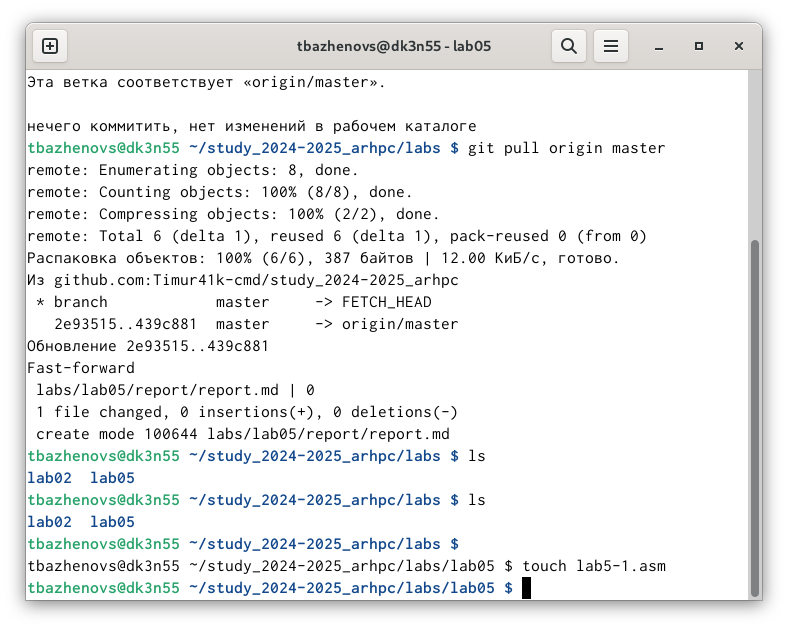 tbazhenovs@dk3n55 - lab05
Эта ветка соответствует «origin/master».
нечего коммитить, нет изменений в рабочем каталоге
tbazhenovs@dk3n55 ~/study_2024-2025_arhpc/labs $ git pull origin master
remote: Enumerating objects: 8, done.
remote: Counting objects: 100% (8/8), done.
remote: Compressing objects: 100% (2/2), done.
remote: Total 6 (delta 1), reused 6 (delta 1), pack-reused 0 (from 0)
Распаковка объектов: 100% (6/6), 387 байтов | 12.00 КиБ/с, готово.
Из github.com:Timur41k-cmd/study_2024-2025_arhpc
 * branch            master     -> FETCH_HEAD
   2e93515..439c881  master     -> origin/master
Обновление 2e93515..439c881
Fast-forward
 labs/lab05/report/report.md | 0
 1 file changed, 0 insertions(+), 0 deletions(-)
 create mode 100644 labs/lab05/report/report.md
tbazhenovs@dk3n55 ~/study_2024-2025_arhpc/labs $ ls
lab02  lab05
tbazhenovs@dk3n55 ~/study_2024-2025_arhpc/labs $ ls
lab02  lab05
tbazhenovs@dk3n55 ~/study_2024-2025_arhpc/labs $
tbazhenovs@dk3n55 ~/study_2024-2025_arhpc/labs/lab05 $ touch lab5-1.asm
tbazhenovs@dk3n55 ~/study_2024-2025_arhpc/labs/lab05 $